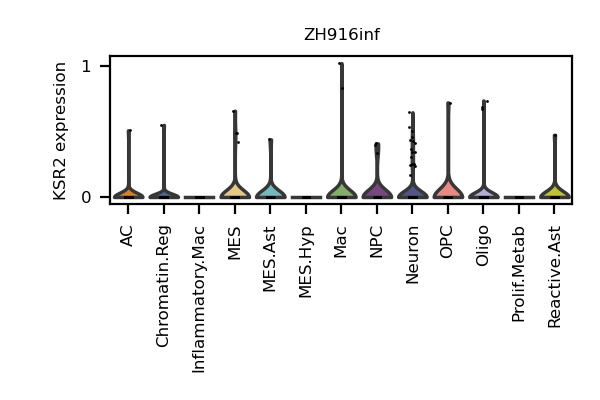 ZH916inf
KSR2 expression
1
0
AC
Chromatin.Reg
Inflammatory.Mac
MES
MES.Ast
MES.Hyp
Mac
NPC
Neuron
OPC
Oligo
Prolif.Metab
Reactive.Ast